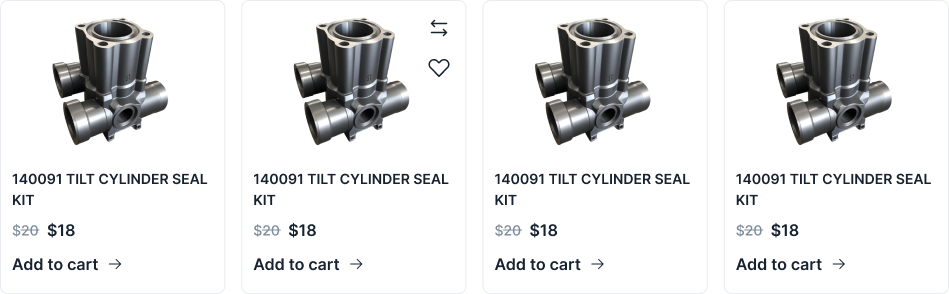 140091 TILT CYLINDER SEAL
KIT
$20 $18
Add to cart →
140091 TILT CYLINDER SEAL
KIT
$20 $18
Add to cart →
140091 TILT CYLINDER SEAL
KIT
$20 $18
Add to cart →
140091 TILT CYLINDER SEAL
KIT
$20 $18
Add to cart →